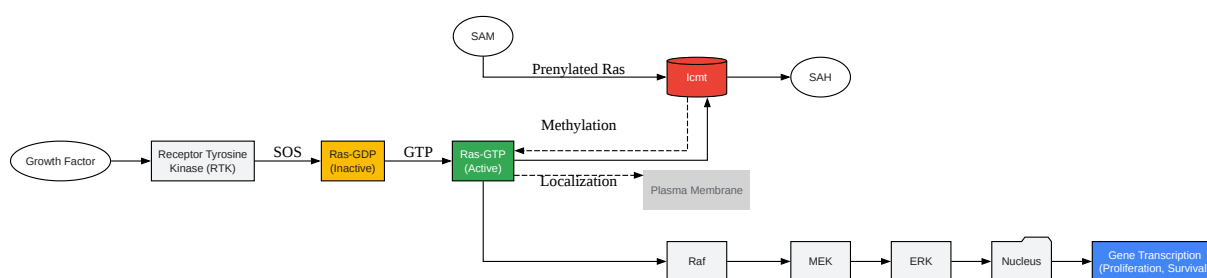 SAM
Prenylated Ras
Icmt
SAH
Methylation
Growth Factor
Receptor Tyrosine
Kinase (RTK)
SOS
Ras-GDP
(Inactive)
GTP
Ras-GTP
(Active)
Localization
Plasma Membrane
Raf
MEK
ERK
Nucleus
Gene Transcription
(Proliferation, Survival)